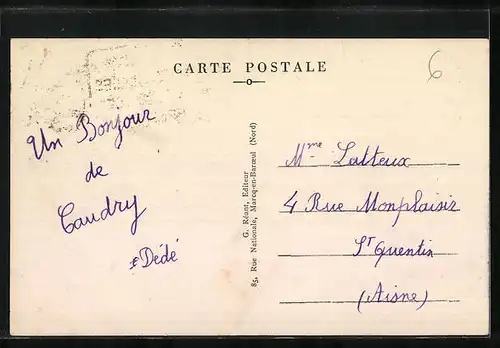 CARTE POSTALE
6
Un Bonjour
de
Caudry
Dédé
G. Réant, Editeur
85, Rue Nationale, Marcq-en-Barœul (Nord)
Mme Latteux
4 Rue Monplaisir
St Quentin
(Aisne)